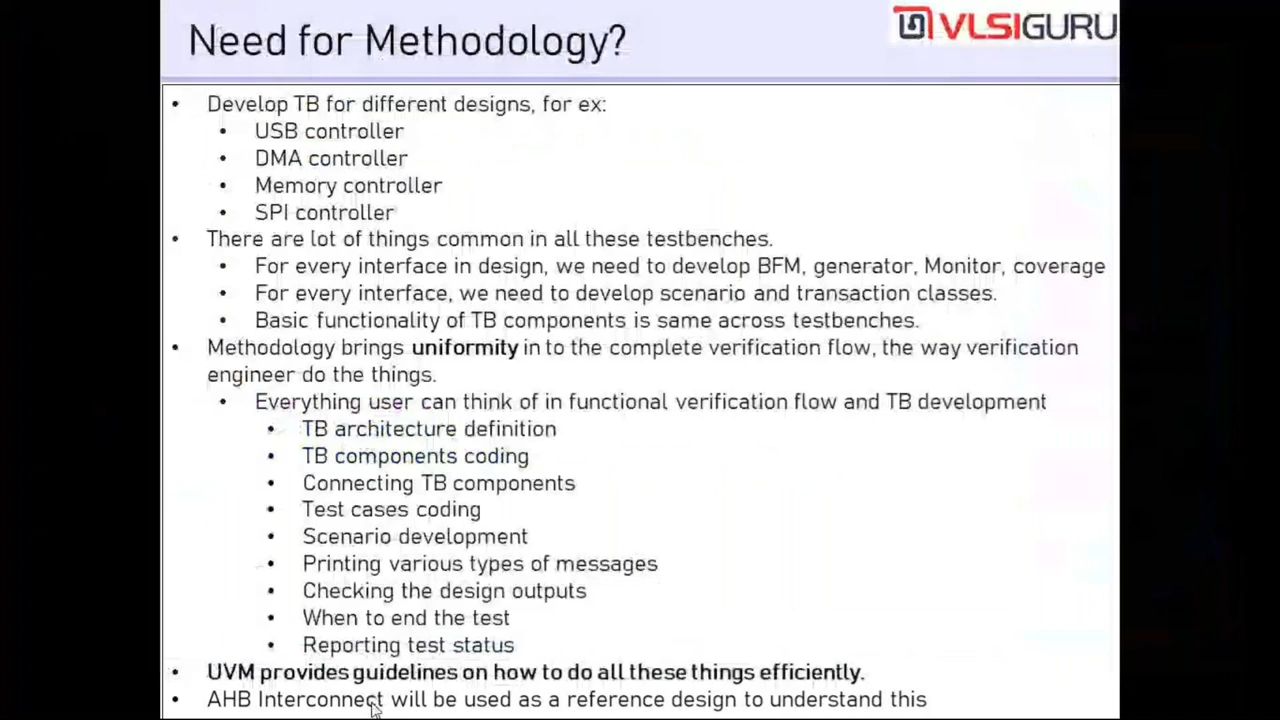 Need for Methodology?
VLSIGURU
• Develop TB for different designs, for ex:
• USB controller
• DMA controller
• Memory controller
• SPI controller
• There are lot of things common in all these testbenches.
• For every interface in design, we need to develop BFM, generator, Monitor, coverage
• For every interface, we need to develop scenario and transaction classes.
• Basic functionality of TB components is same across testbenches.
• Methodology brings uniformity in to the complete verification flow, the way verification
engineer do the things.
• Everything user can think of in functional verification flow and TB development
• TB architecture definition
• TB components coding
• Connecting TB components
• Test cases coding
• Scenario development
• Printing various types of messages
• Checking the design outputs
• When to end the test
• Reporting test status
• UVM provides guidelines on how to do all these things efficiently.
• AHB Interconnect will be used as a reference design to understand this